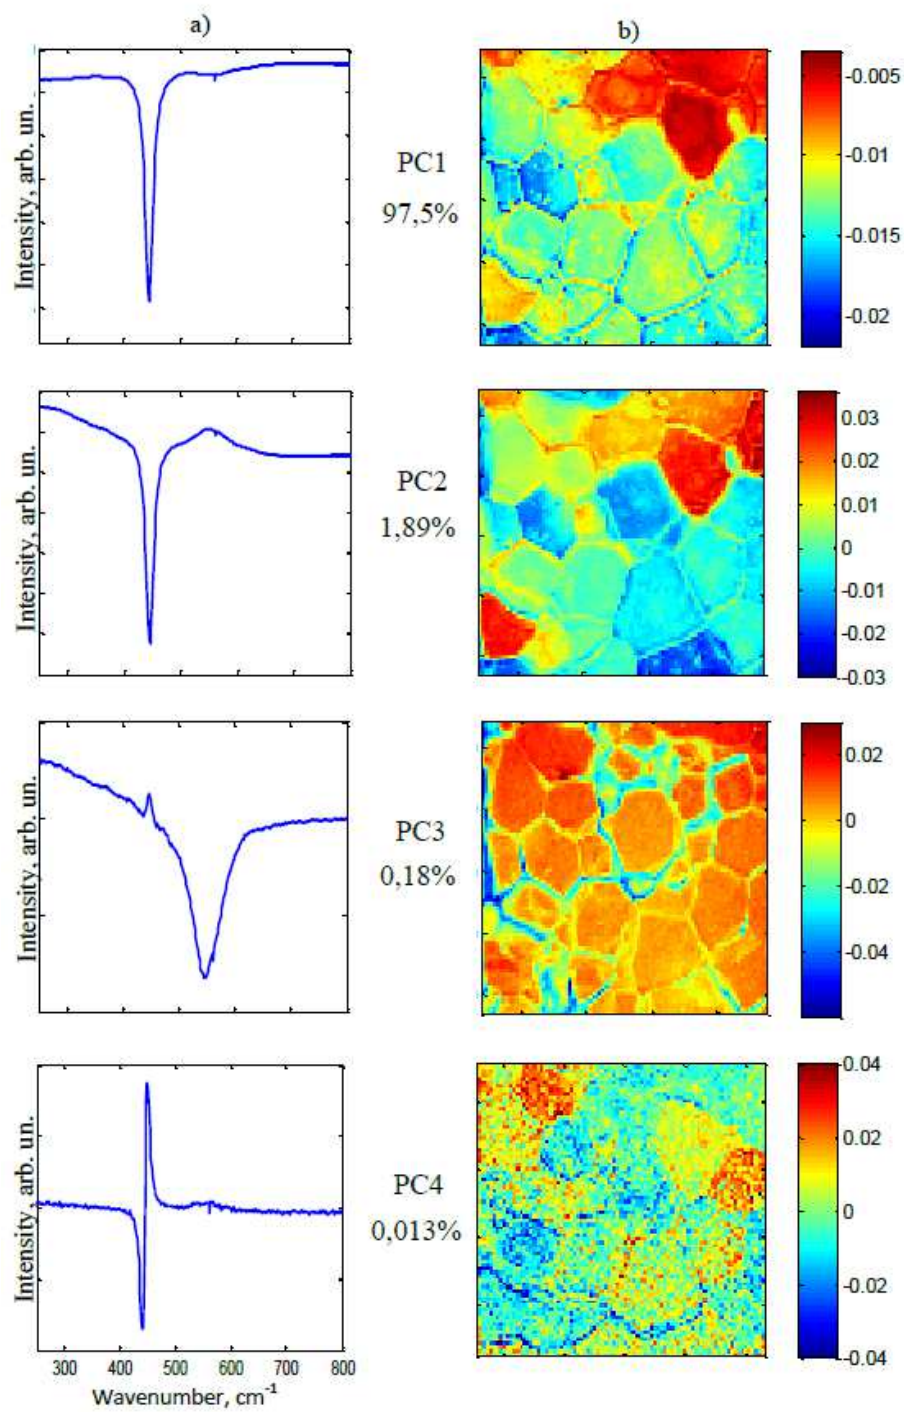 a)
b)
Intensity, arb. un.
PC1
97,5%
-0.005
-0.01
-0.015
-0.02
Intensity, arb. un.
PC2
1,89%
0.03
0.02
0.01
0
-0.01
-0.02
-0.03
Intensity, arb. un.
PC3
0,18%
0.02
0
-0.02
-0.04
Intensity, arb. un.
PC4
0,013%
0.04
0.02
0
-0.02
-0.04
300 400 500 600 700 800
Wavenumber, cm⁻¹